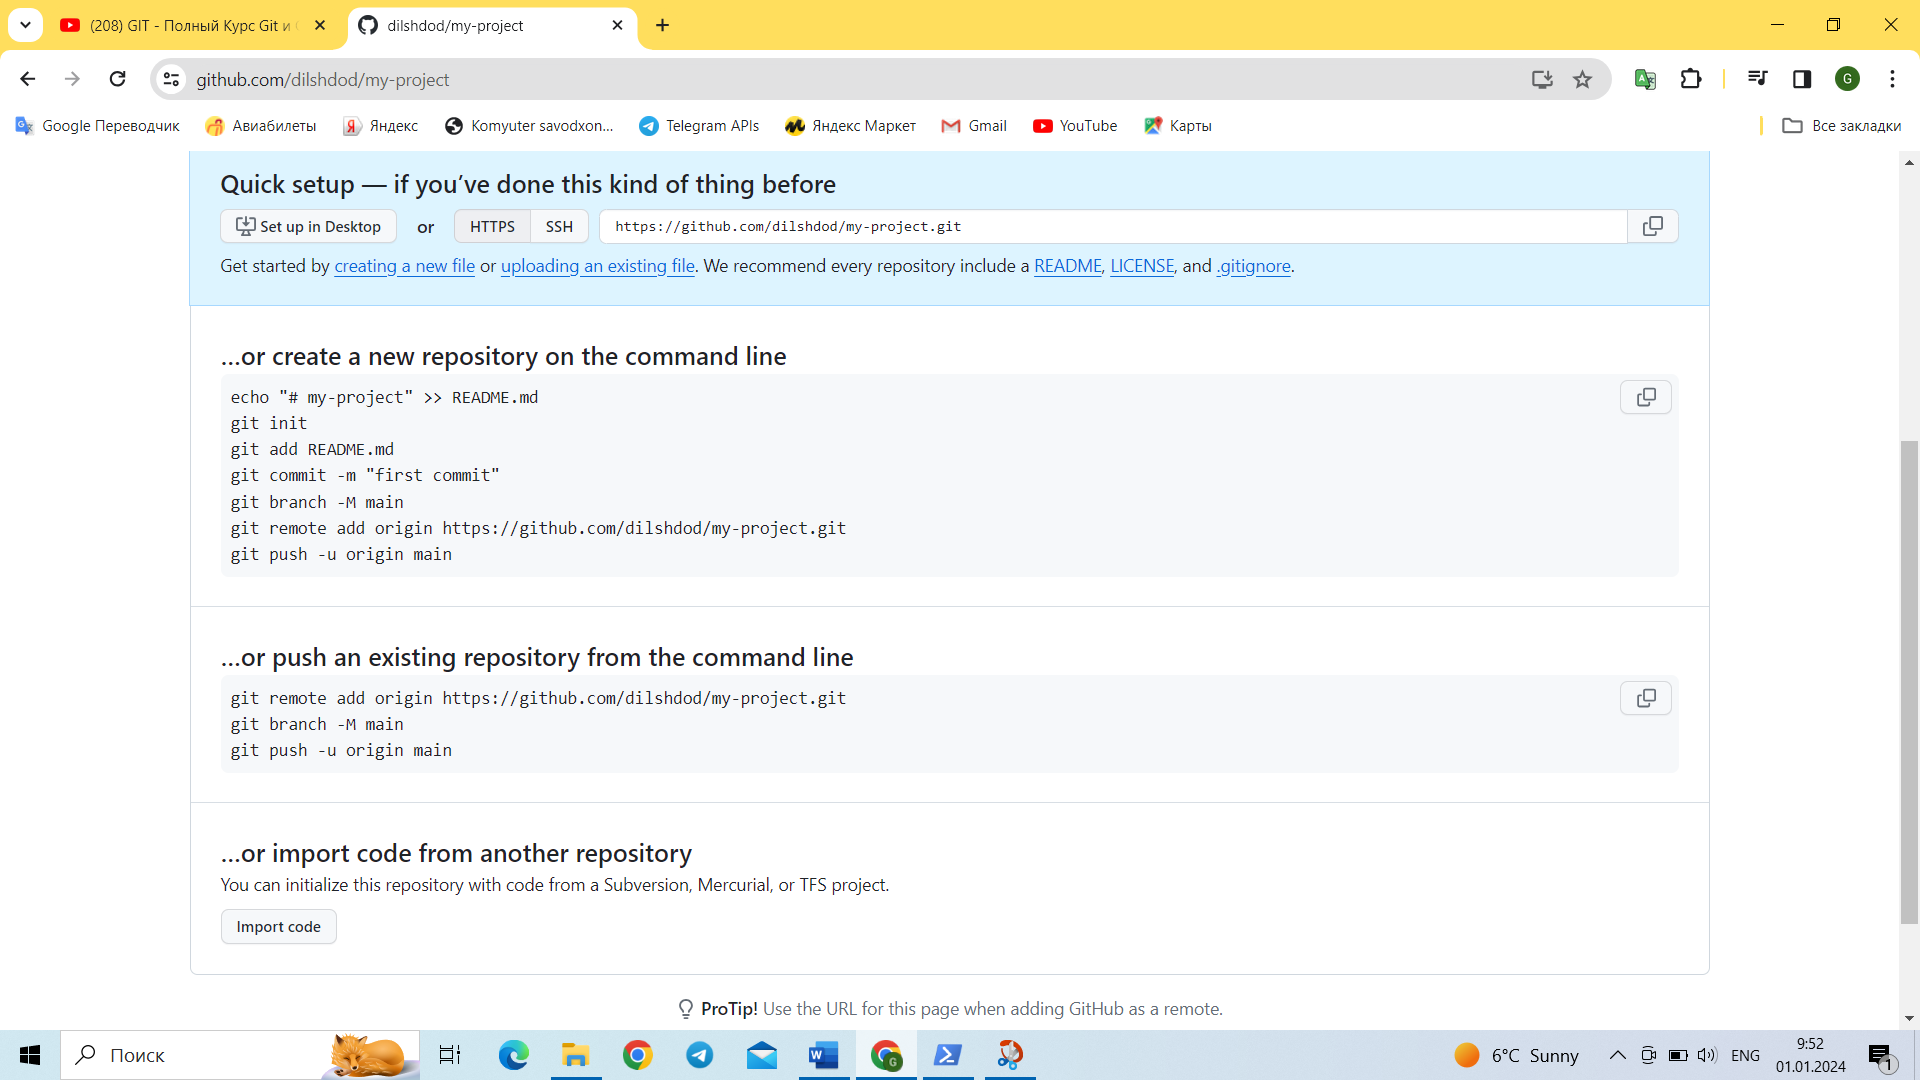 (208) GIT - Полный Курс Git и
dilshdod/my-project
github.com/dilshdod/my-project
G
Google Переводчик
Авиабилеты
Яндекс
Komyuter savodxon...
Telegram APIs
Яндекс Маркет
Gmail
YouTube
Карты
Все закладки
Quick setup — if you’ve done this kind of thing before
Set up in Desktop or HTTPS SSH https://github.com/dilshdod/my-project.git
Get started by creating a new file or uploading an existing file. We recommend every repository include a README, LICENSE, and .gitignore.
…or create a new repository on the command line
echo "# my-project" >> README.md
git init
git add README.md
git commit -m "first commit"
git branch -M main
git remote add origin https://github.com/dilshdod/my-project.git
git push -u origin main
…or push an existing repository from the command line
git remote add origin https://github.com/dilshdod/my-project.git
git branch -M main
git push -u origin main
…or import code from another repository
You can initialize this repository with code from a Subversion, Mercurial, or TFS project.
Import code
ProTip! Use the URL for this page when adding GitHub as a remote.
Поиск
6°C Sunny
ENG
9:52
01.01.2024
1